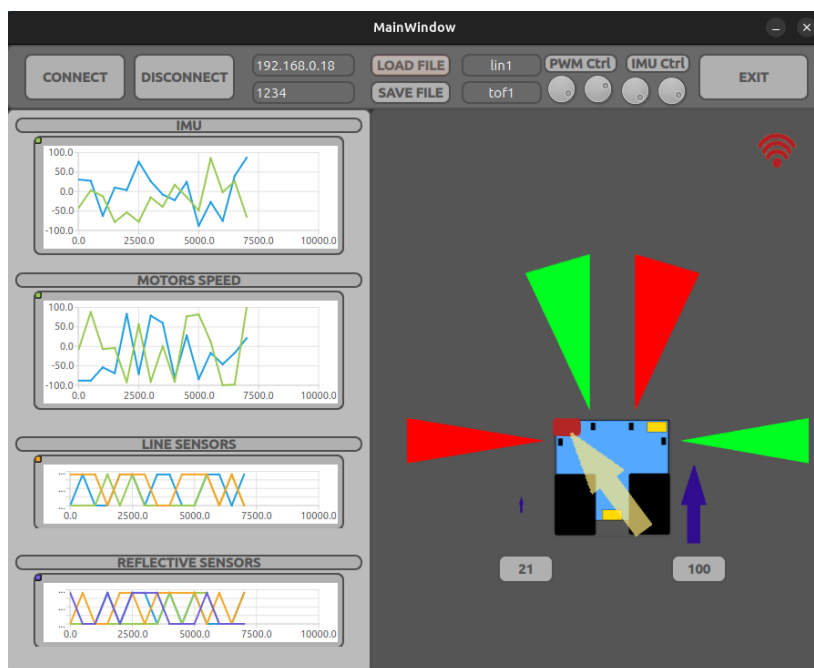 MainWindow
CONNECT
DISCONNECT
192.168.0.18
1234
LOAD FILE
SAVE FILE
lin1
tof1
PWM Ctrl
IMU Ctrl
EXIT
IMU
100.0
50.0
0.0
-50.0
-100.0
0.0 2500.0 5000.0 7500.0 10000.0
MOTORS SPEED
100.0
50.0
0.0
-50.0
-100.0
0.0 2500.0 5000.0 7500.0 10000.0
LINE SENSORS
...
...
...
0.0 2500.0 5000.0 7500.0 10000.0
REFLECTIVE SENSORS
...
...
...
0.0 2500.0 5000.0 7500.0 10000.0
21
100